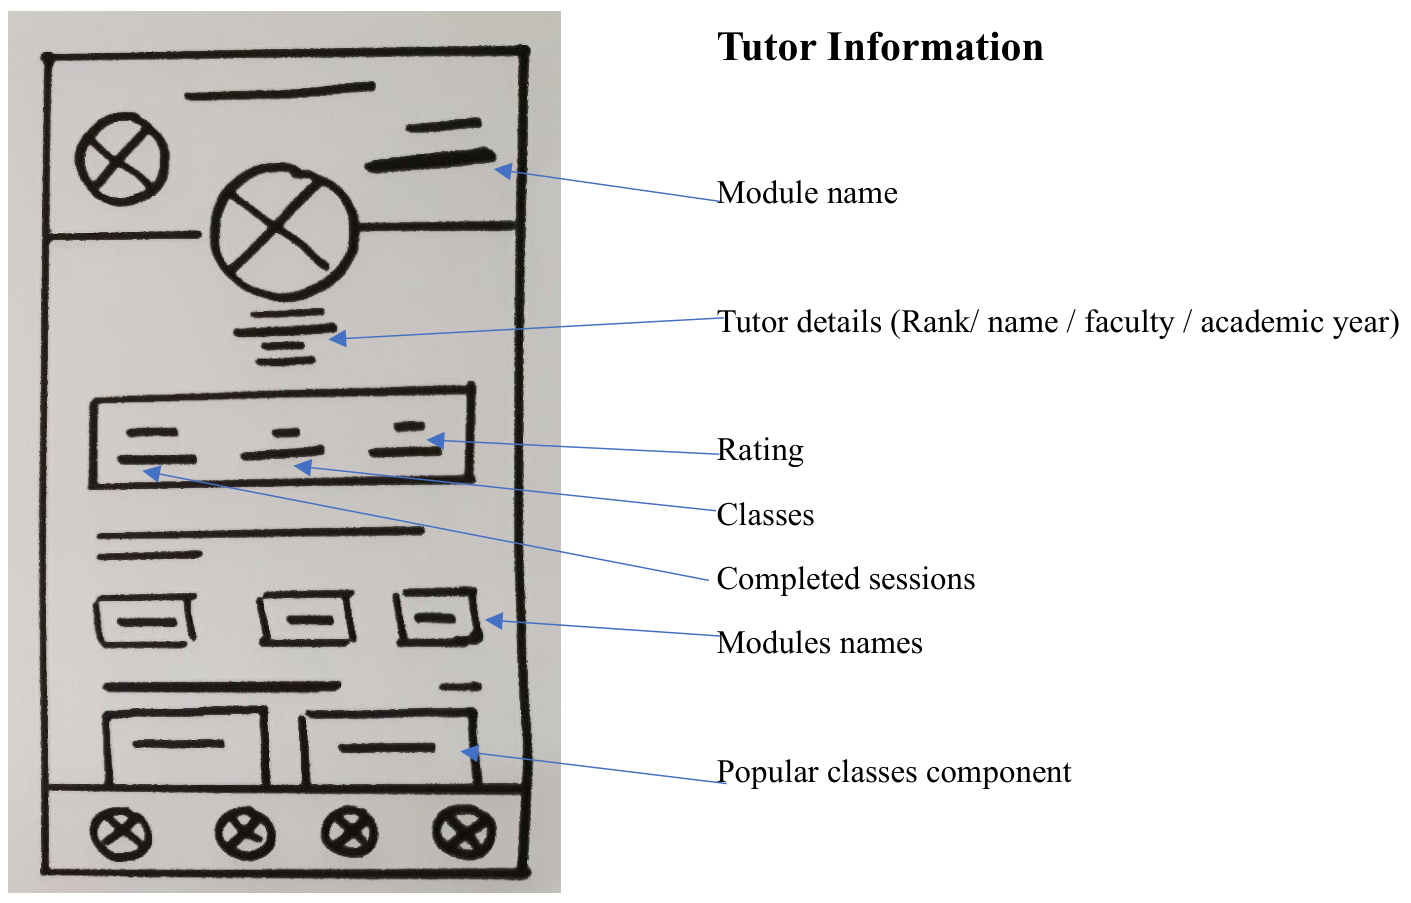 Tutor Information
Module name
Tutor details (Rank/ name / faculty / academic year)
Rating
Classes
Completed sessions
Modules names
Popular classes component